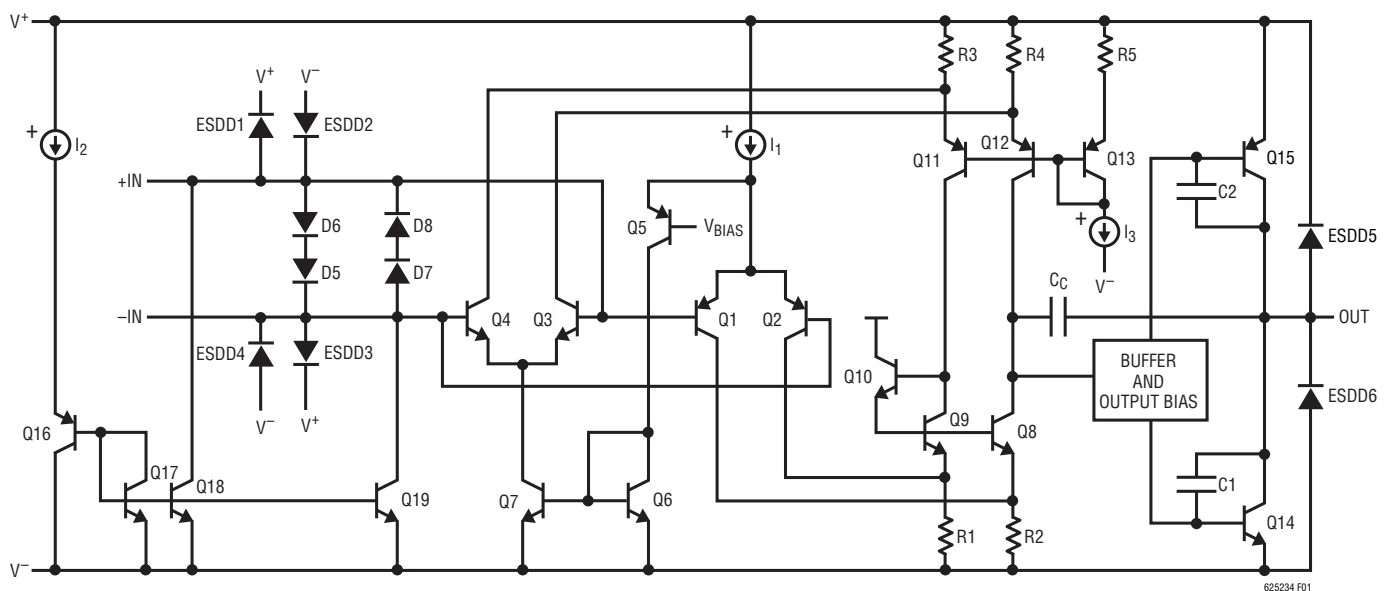 V+
R3
R4
R5
V+
V−
+
I2
ESDD1
ESDD2
+
I1
Q11
Q12
Q13
Q15
C2
+IN
D6
D8
Q5
VBIAS
+
I3
ESDD5
D5
D7
V−
CC
−IN
Q4
Q3
Q1
Q2
OUT
ESDD4
ESDD3
Q10
BUFFER
AND
OUTPUT BIAS
ESDD6
V−
V+
Q16
Q9
Q8
Q17
Q18
Q19
Q7
Q6
C1
Q14
R1
R2
V−
625234 F01